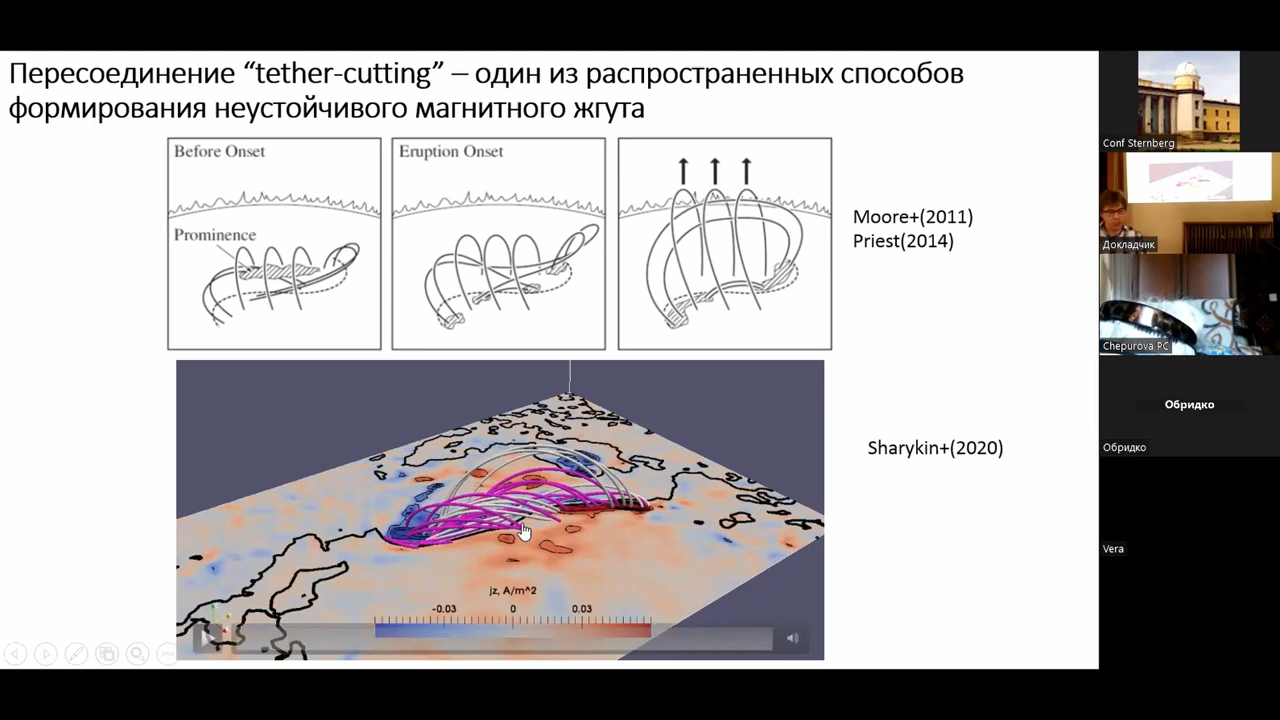 Пересоединение “tether-cutting” – один из распространенных способов
формирования неустойчивого магнитного жгута
Before Onset
Prominence
Eruption Onset
Moore+(2011)
Priest(2014)
Sharykin+(2020)
jz, A/m^2
-0.03 0 0.03
Conf Sternberg
Докладчик
Chepurova PC
Обридко
Обридко
Vera